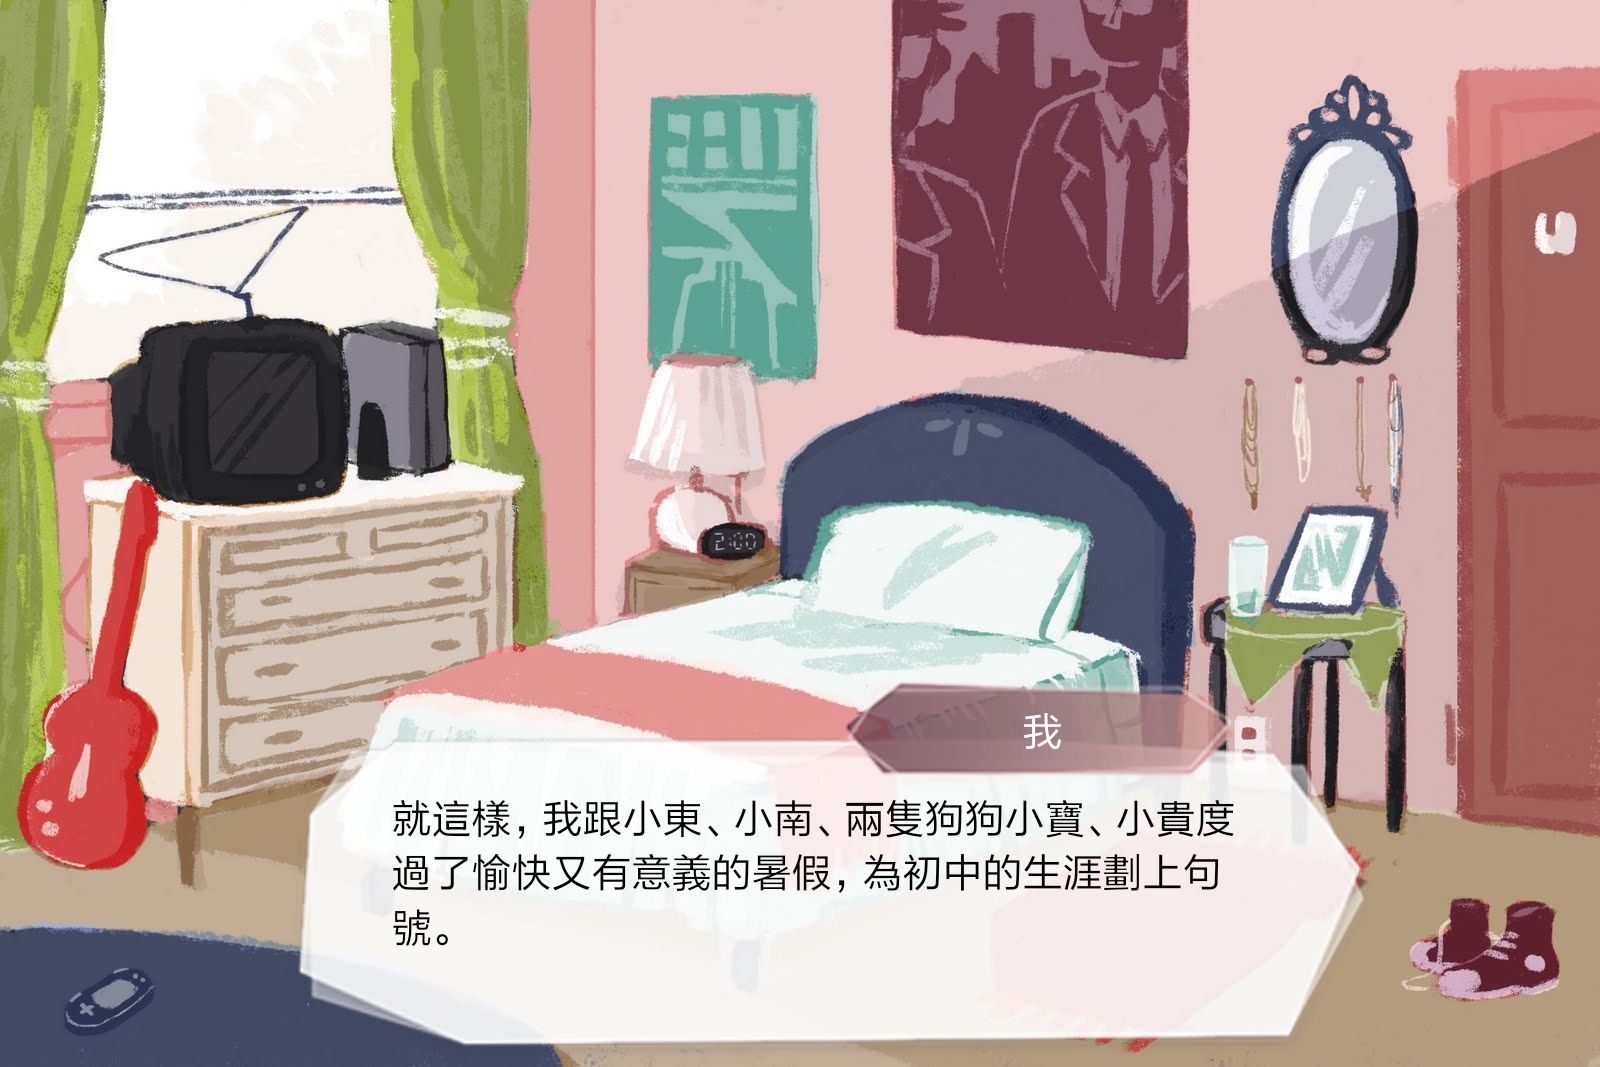 2:00
我
就這樣，我跟小東、小南、兩隻狗狗小寶、小貴度
過了愉快又有意義的暑假，為初中的生涯劃上句
號。